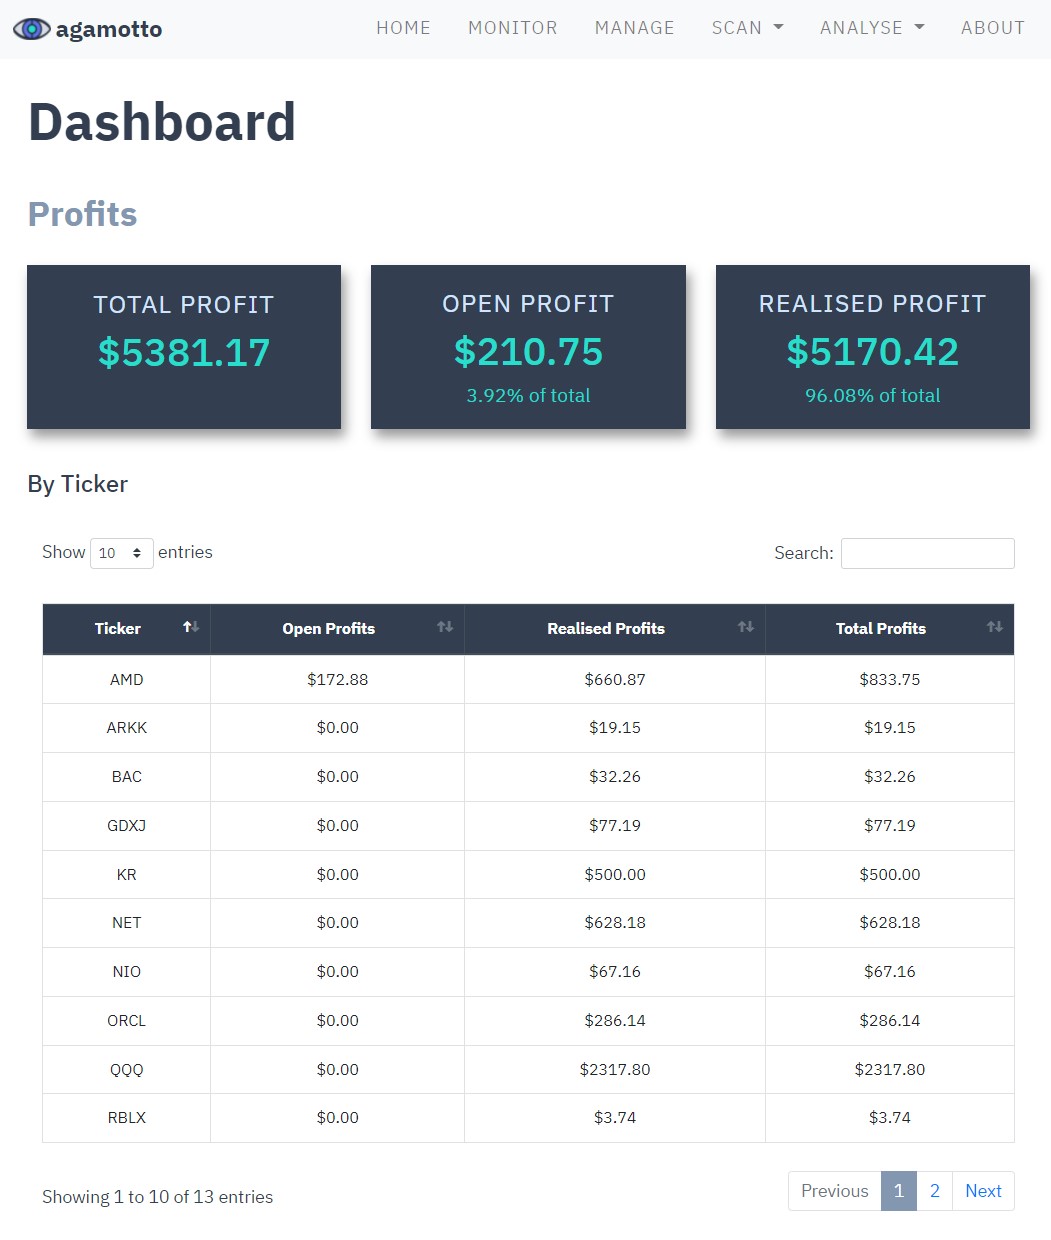 agamotto HOME MONITOR MANAGE SCAN ANALYSE ABOUT
Dashboard
Profits
TOTAL PROFIT OPEN PROFIT REALISED PROFIT
$5381.17 $210.75 $5170.42
3.92% of total 96.08% of total
By Ticker
Show 10 entries Search:
Ticker Open Profits Realised Profits Total Profits
AMD $172.88 $660.87 $833.75
ARKK $0.00 $19.15 $19.15
BAC $0.00 $32.26 $32.26
GDXJ $0.00 $77.19 $77.19
KR $0.00 $500.00 $500.00
NET $0.00 $628.18 $628.18
NIO $0.00 $67.16 $67.16
ORCL $0.00 $286.14 $286.14
QQQ $0.00 $2317.80 $2317.80
RBLX $0.00 $3.74 $3.74
Showing 1 to 10 of 13 entries Previous 1 2 Next